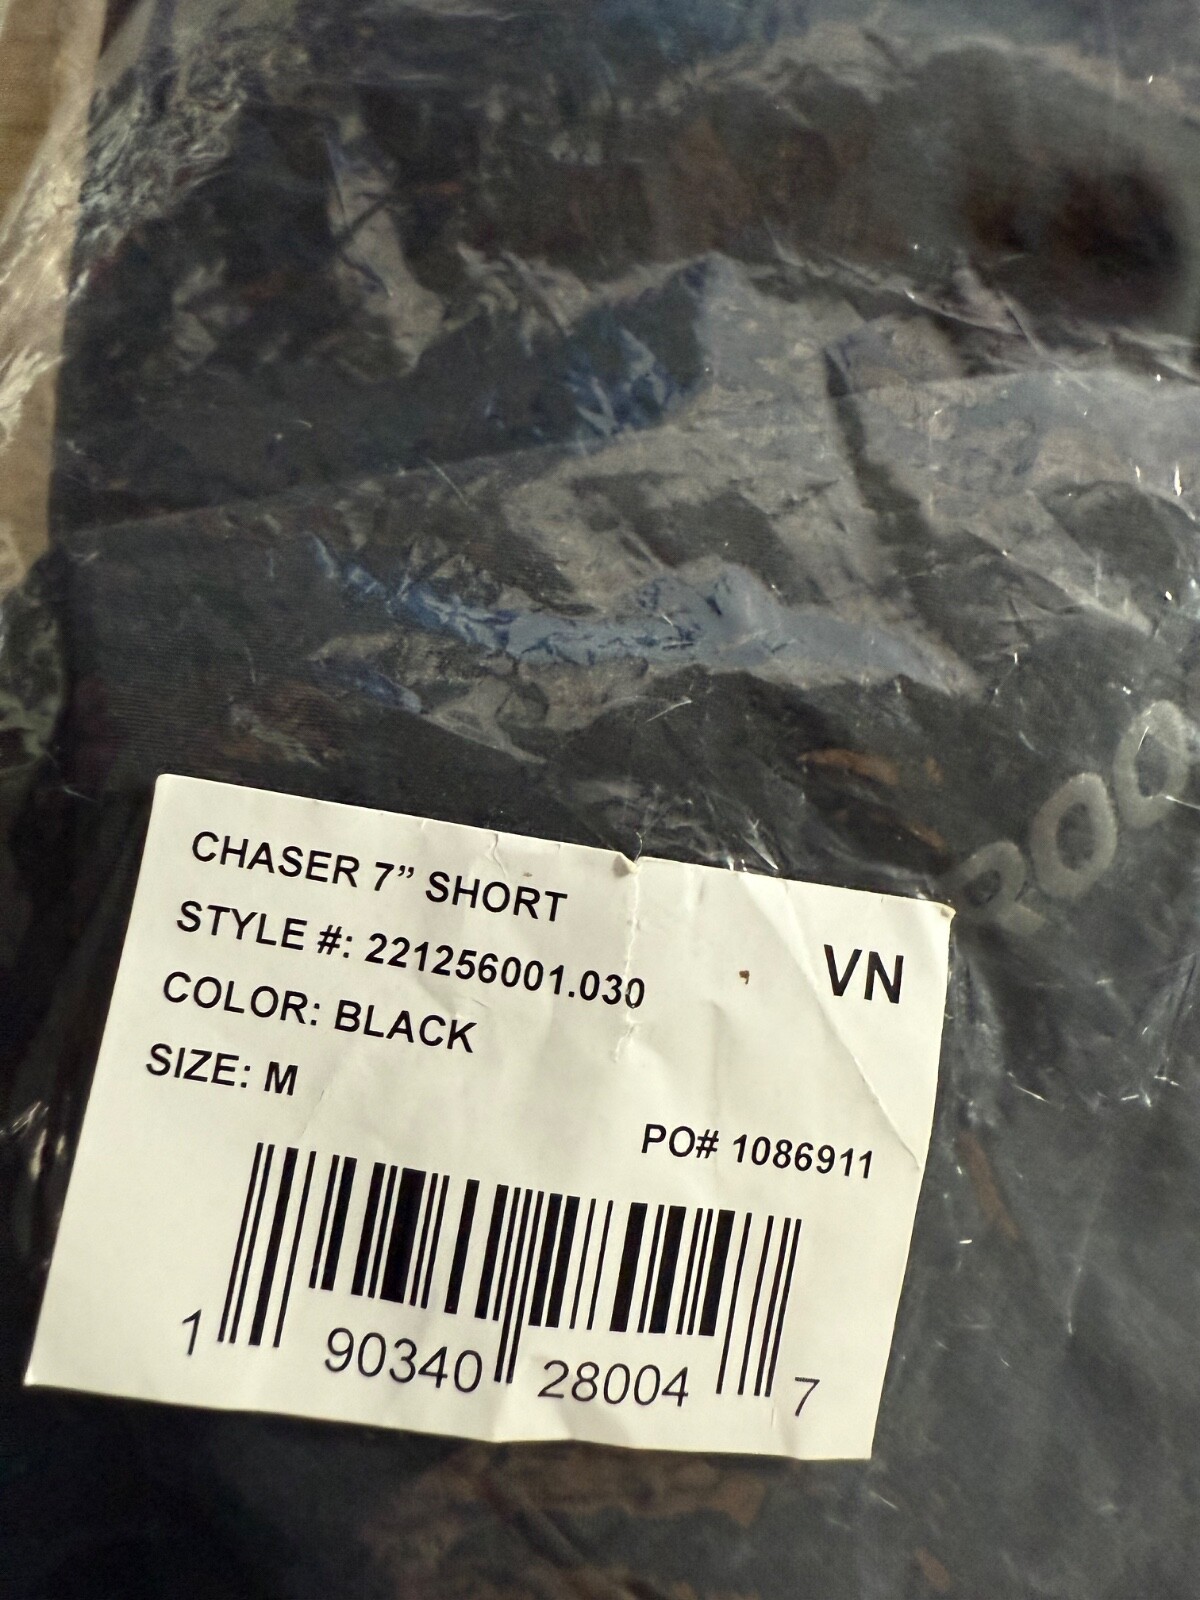 CHASER 7” SHORT
STYLE #: 221256001.030
VN
COLOR: BLACK
SIZE: M
PO# 1086911
1 90340 28004 7